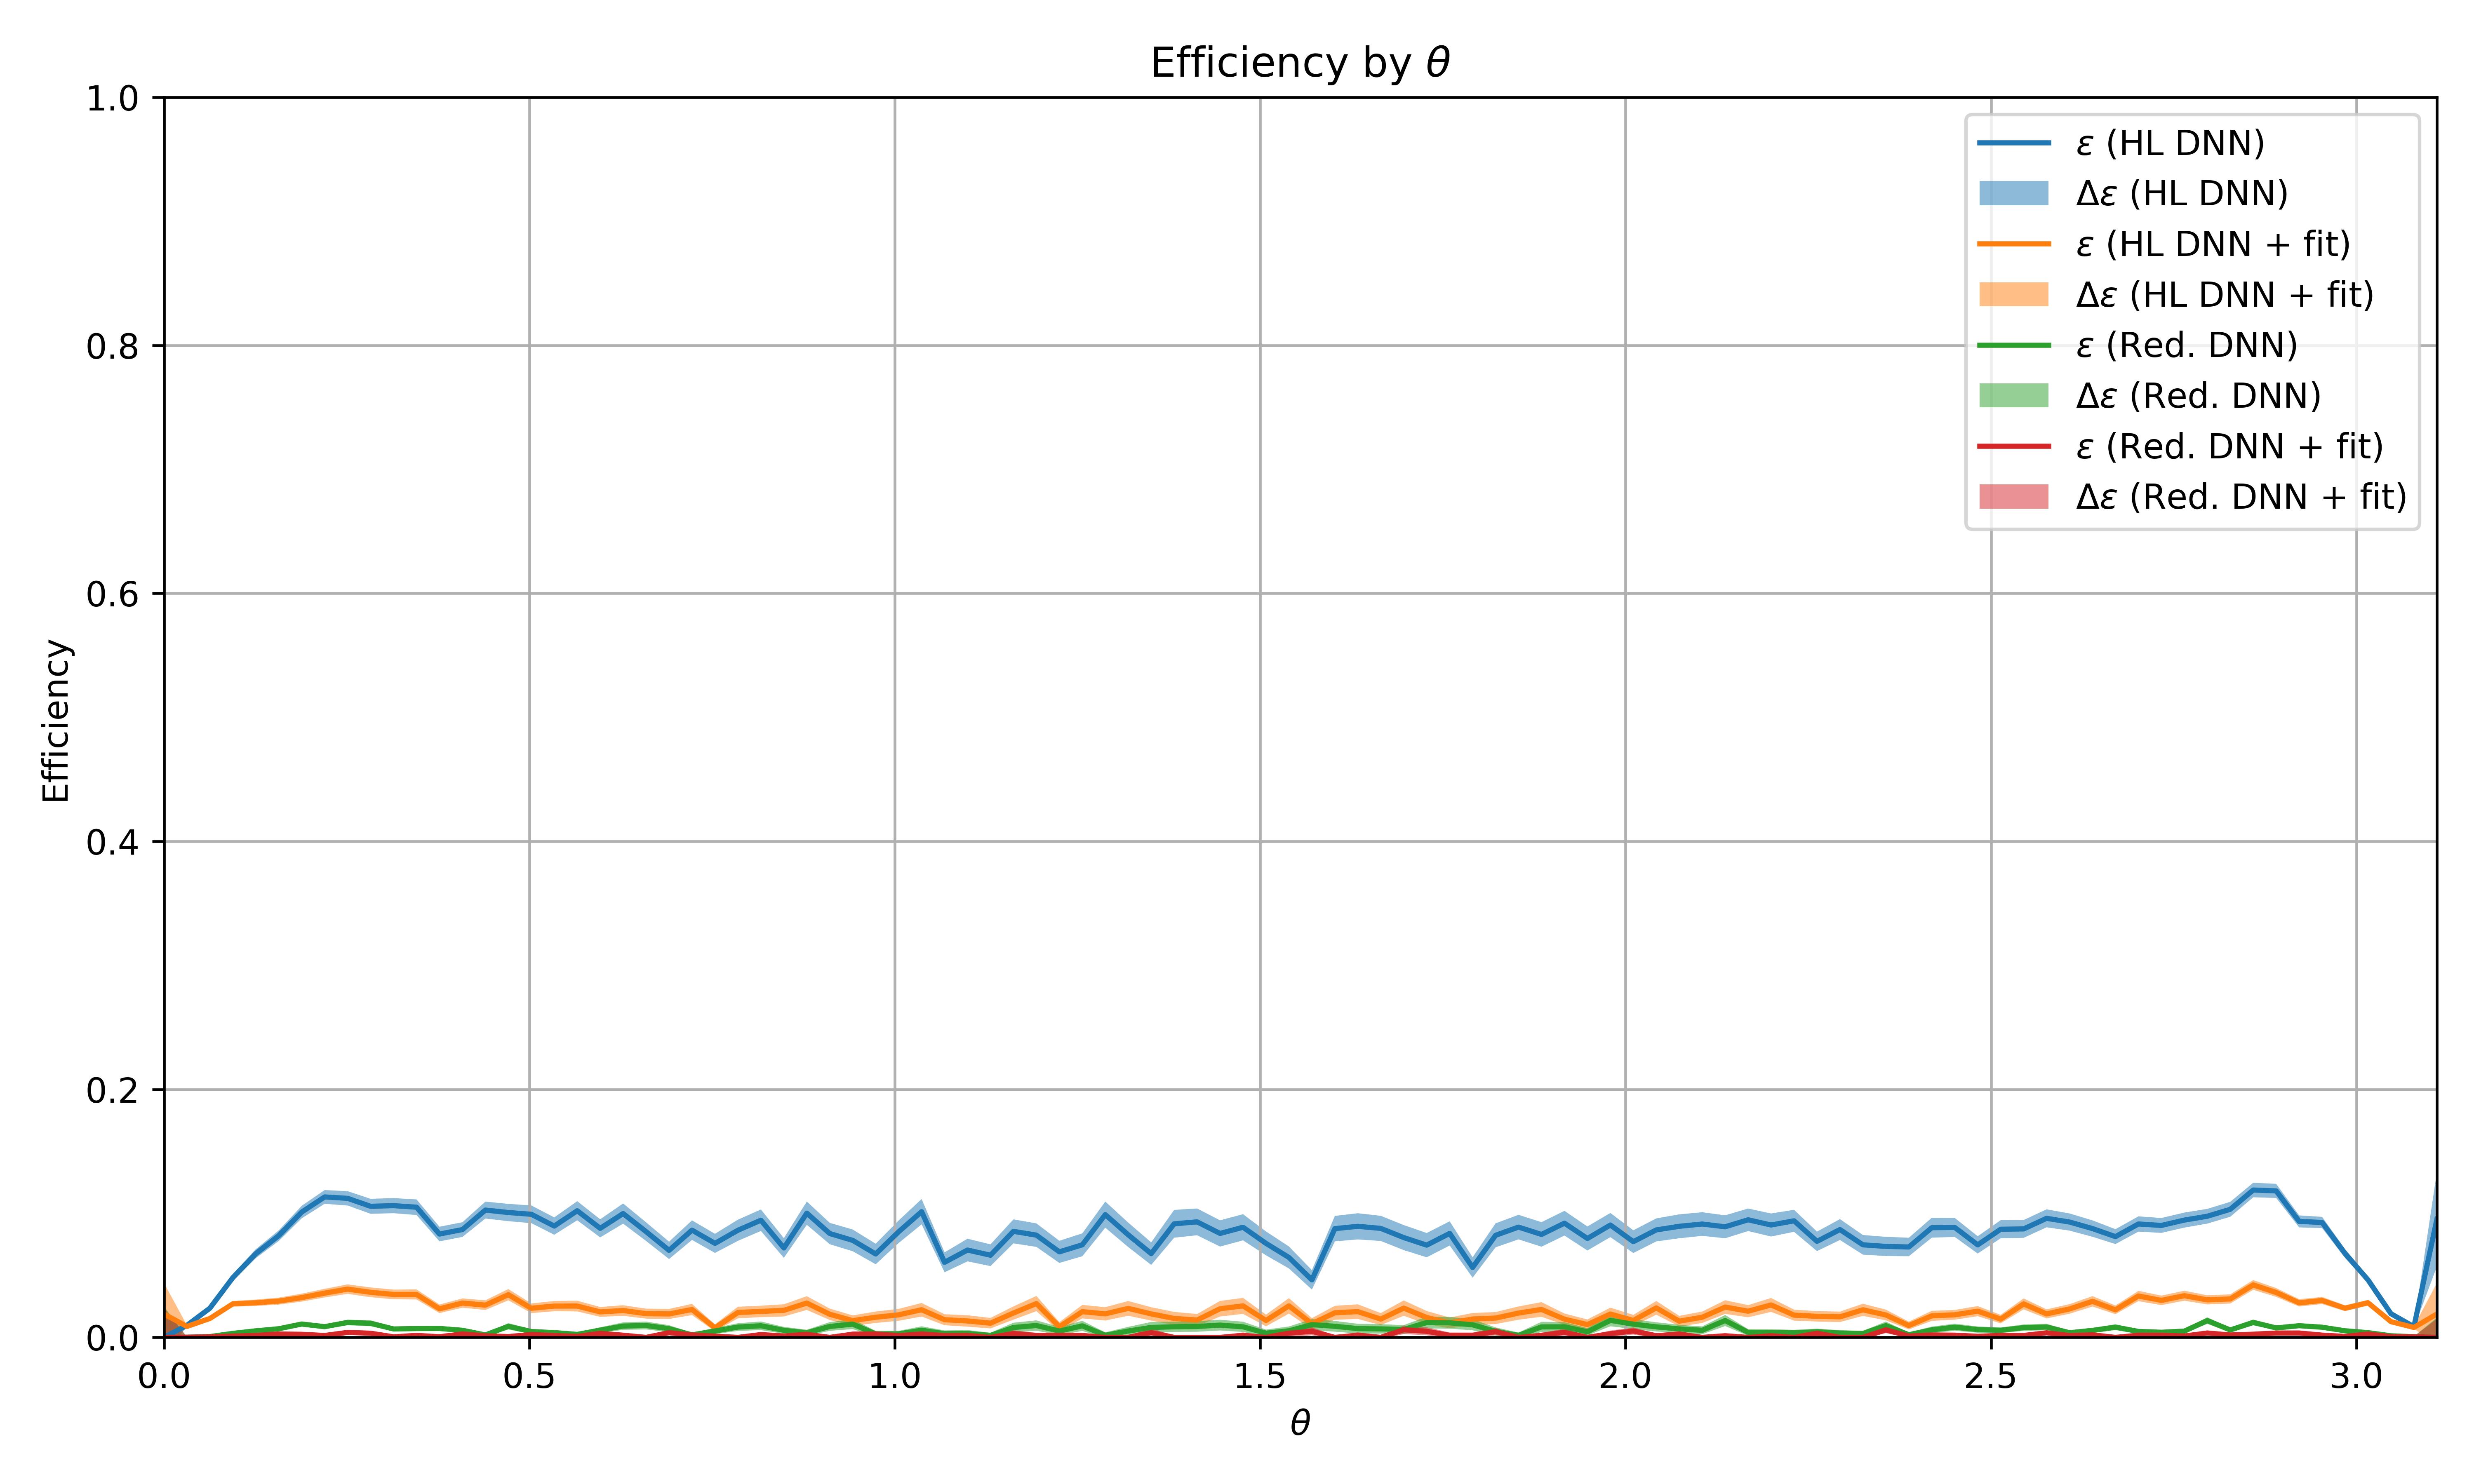 Efficiency by θ
1.0
0.8
0.6
0.4
0.2
0.0
Efficiency
ε (HL DNN)
Δε (HL DNN)
ε (HL DNN + fit)
Δε (HL DNN + fit)
ε (Red. DNN)
Δε (Red. DNN)
ε (Red. DNN + fit)
Δε (Red. DNN + fit)
0.0 0.5 1.0 1.5 2.0 2.5 3.0
θ